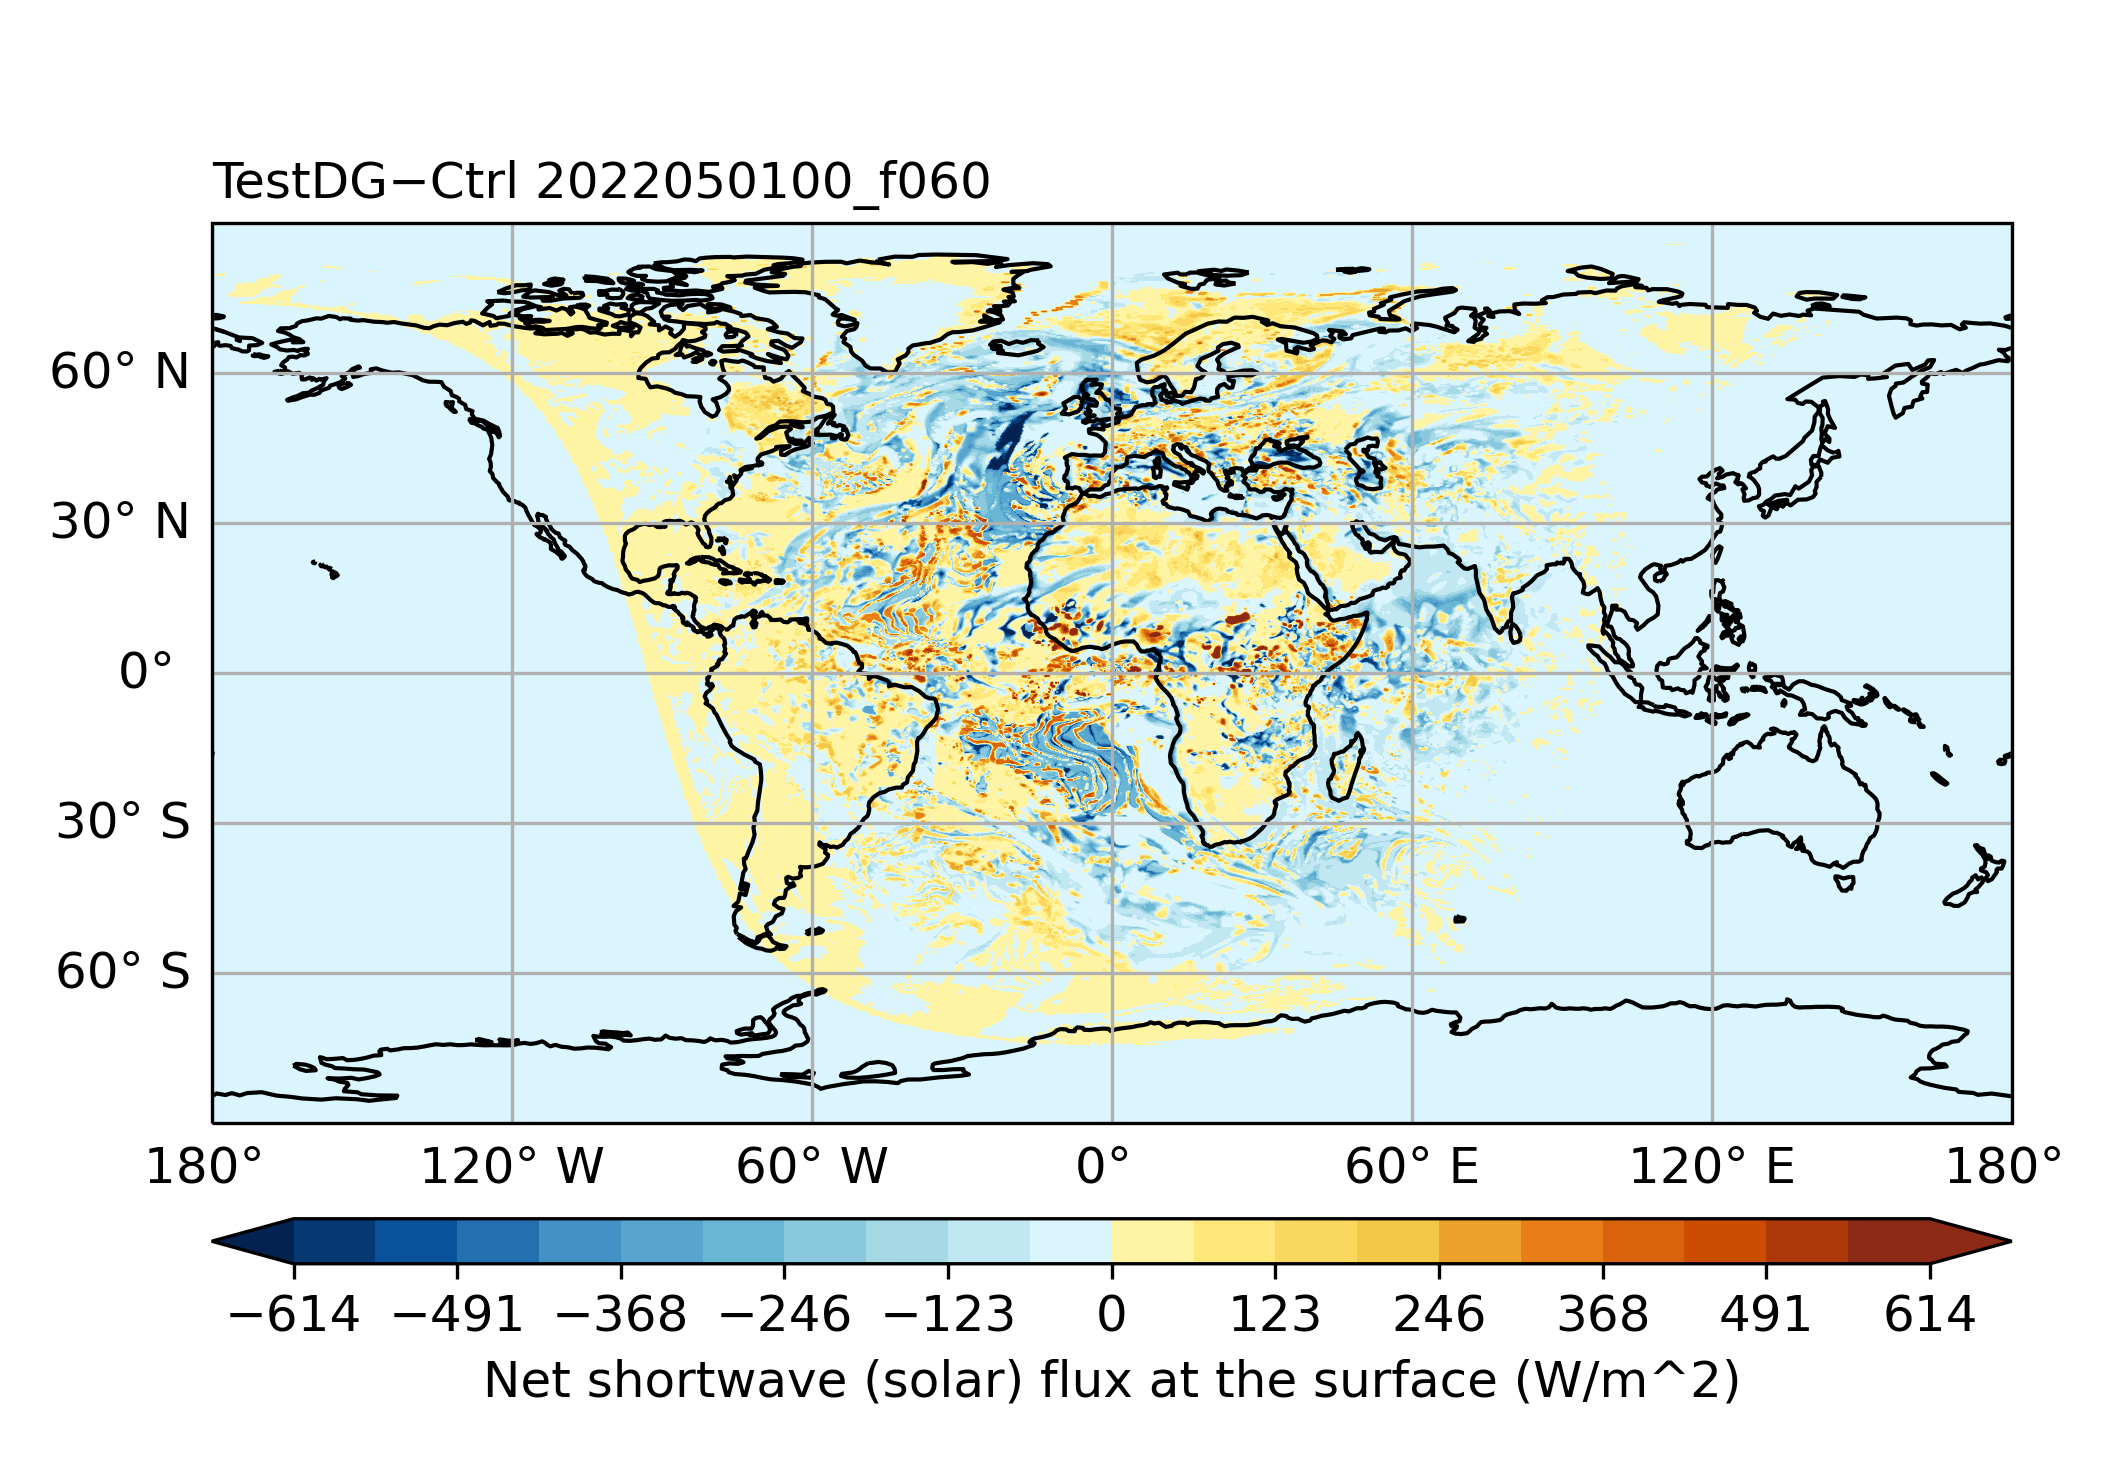 TestDG−Ctrl 2022050100_f060
60° N
30° N
0°
30° S
60° S
180° 120° W 60° W 0° 60° E 120° E 180°
−614 −491 −368 −246 −123 0 123 246 368 491 614
Net shortwave (solar) flux at the surface (W/m^2)